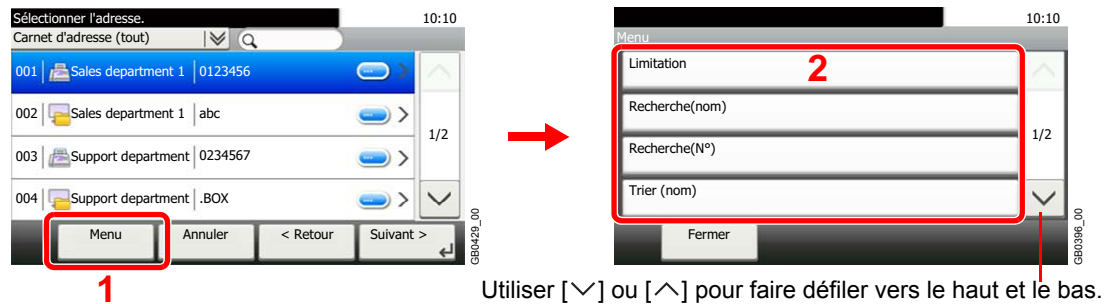 Sélectionner l'adresse.
10:10
Carnet d'adresse (tout)
001 Sales department 1 0123456
002 Sales department 1 abc
003 Support department 0234567
004 Support department .BOX
1/2
Menu
Annuler
< Retour
Suivant >
GB0429_00
1
10:10
Menu
Limitation
2
Recherche(nom)
Recherche(N°)
Trier (nom)
1/2
Fermer
GB0396_00
Utiliser [∨] ou [∧] pour faire défiler vers le haut et le bas.